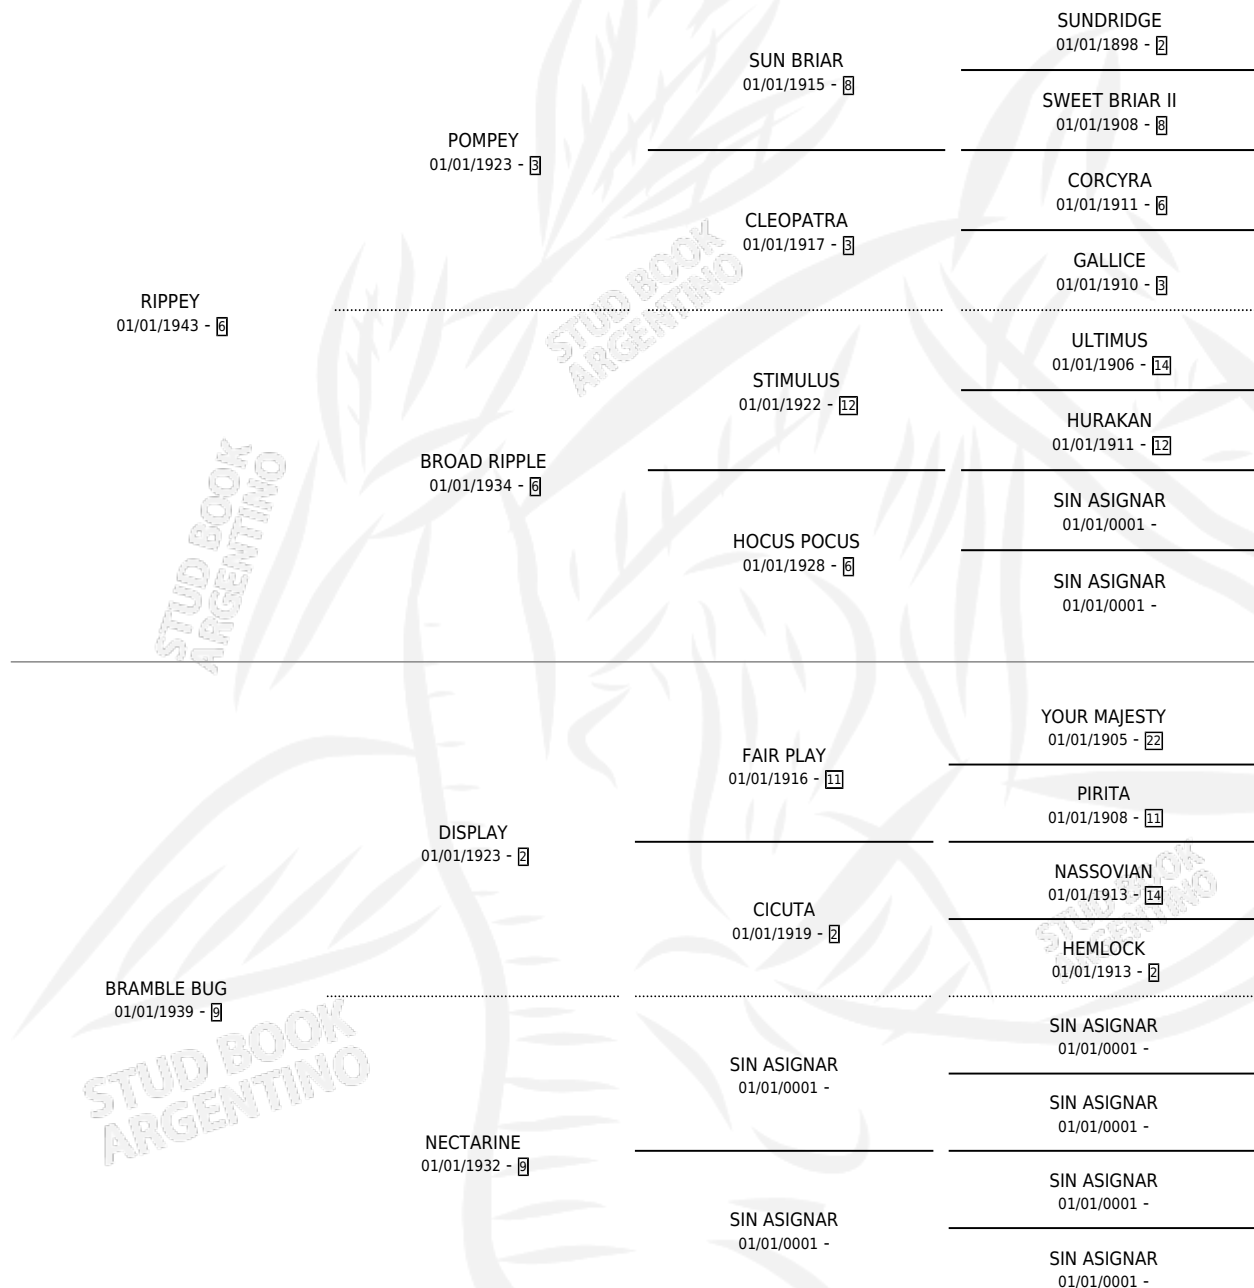 SUNDRIDGE
01/01/1898 - 2
SUN BRIAR
01/01/1915 - 8
SWEET BRIAR II
01/01/1908 - 8
POMPEY
01/01/1923 - 3
CORCYRA
01/01/1911 - 6
CLEOPATRA
01/01/1917 - 3
GALLICE
01/01/1910 - 3
RIPPEY
01/01/1943 - 6
ULTIMUS
01/01/1906 - 14
STIMULUS
01/01/1922 - 12
HURAKAN
01/01/1911 - 12
BROAD RIPPLE
01/01/1934 - 6
SIN ASIGNAR
01/01/0001 -
HOCUS POCUS
01/01/1928 - 6
SIN ASIGNAR
01/01/0001 -
YOUR MAJESTY
01/01/1905 - 22
FAIR PLAY
01/01/1916 - 11
PIRITA
01/01/1908 - 11
DISPLAY
01/01/1923 - 2
NASSOVIAN
01/01/1913 - 14
CICUTA
01/01/1919 - 2
HEMLOCK
01/01/1913 - 2
BRAMBLE BUG
01/01/1939 - 9
SIN ASIGNAR
01/01/0001 -
SIN ASIGNAR
01/01/0001 -
SIN ASIGNAR
01/01/0001 -
NECTARINE
01/01/1932 - 9
SIN ASIGNAR
01/01/0001 -
SIN ASIGNAR
01/01/0001 -
SIN ASIGNAR
01/01/0001 -
STUD BOOK
ARGENTINO
STUD BOOK
ARGENTINO
STUD BOOK
ARGENTINO
STUD BOOK
ARGENTINO